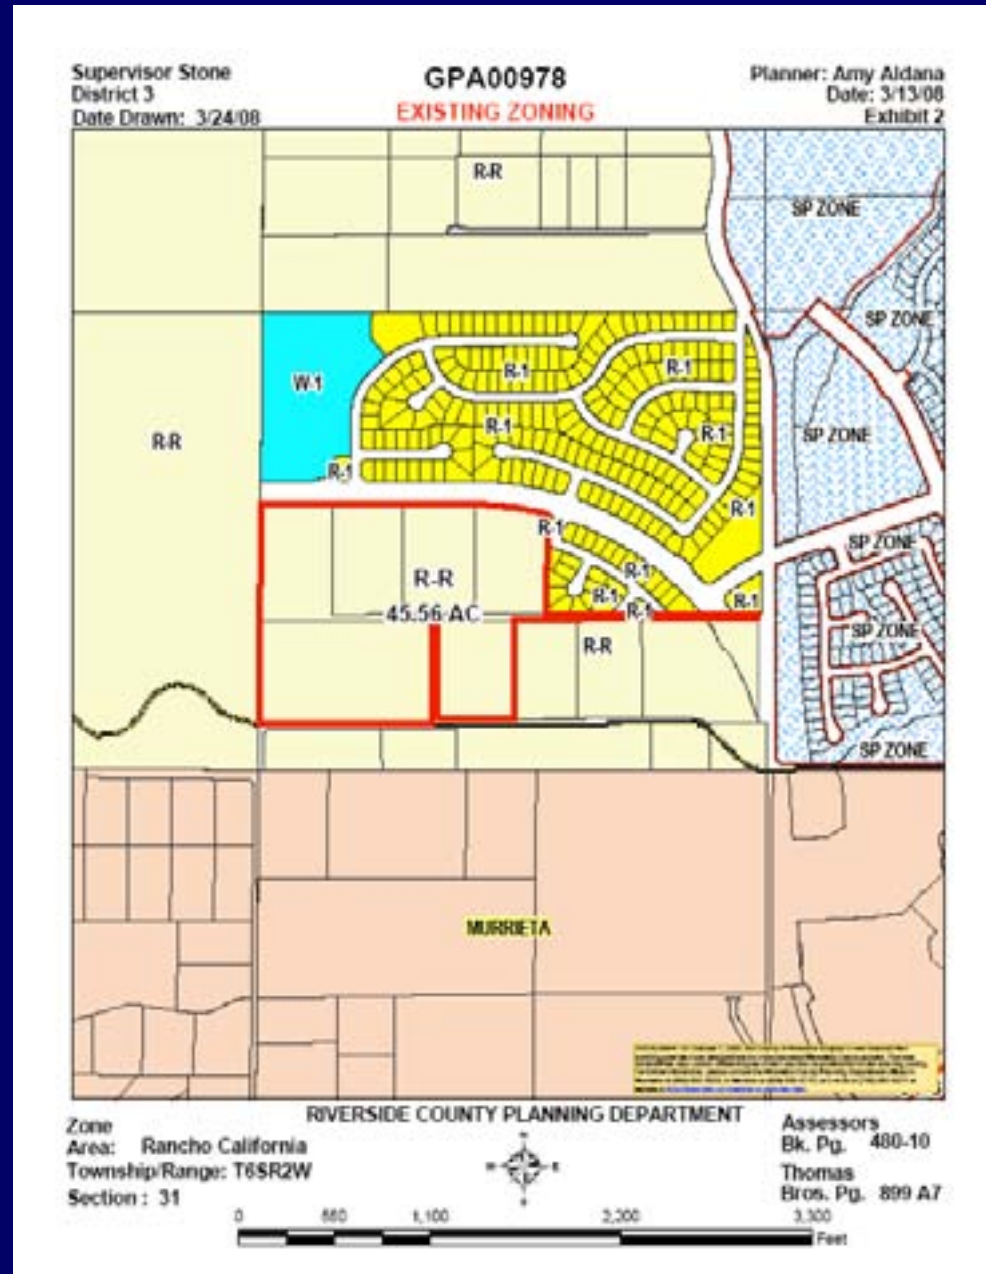 Supervisor Stone
District 3
Date Drawn: 3/24/08
GPA00978
EXISTING ZONING
Planner: Amy Aldana
Date: 3/13/08
Exhibit 2
R-R
SP ZONE
SP ZONE
W-1
R-1
R-1
R-R
R-1
R-1
SP ZONE
R-1
R-1
R-1
SP ZONE
R-R
R-1
R-1
R-1
R-1
45.56 AC
R-R
SP ZONE
SP ZONE
MURRIETA
RIVERSIDE COUNTY PLANNING DEPARTMENT
Zone
Area: Rancho California
Township/Range: T6SR2W
Section : 31
Assessors
Bk. Pg. 480-10
Thomas
Bros. Pg. 899 A7
0 550 1,100 2,200 3,300
Feet